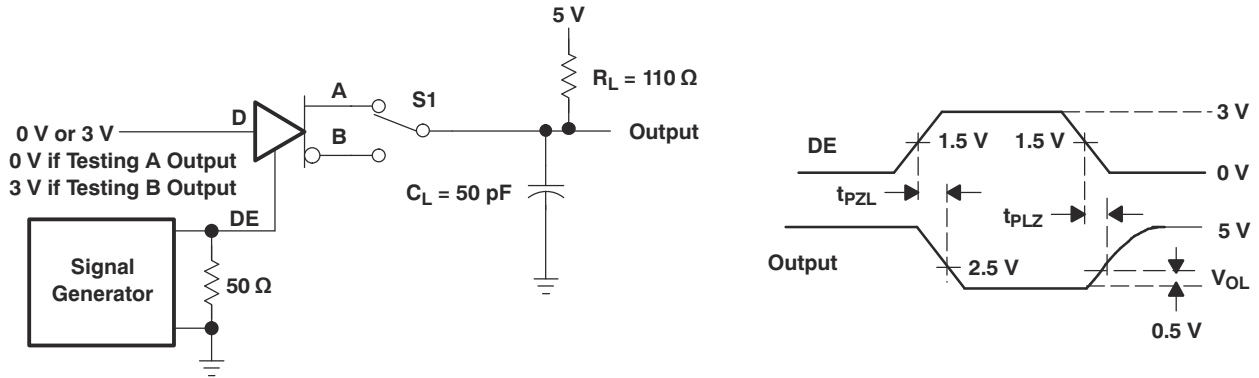 5 V
R_L = 110 Ω
A
S1
D
B
Output
0 V or 3 V
0 V if Testing A Output
3 V if Testing B Output
C_L = 50 pF
DE
Signal
Generator
50 Ω
3 V
DE
1.5 V
1.5 V
0 V
t_PZL
t_PLZ
5 V
Output
2.5 V
V_OL
0.5 V